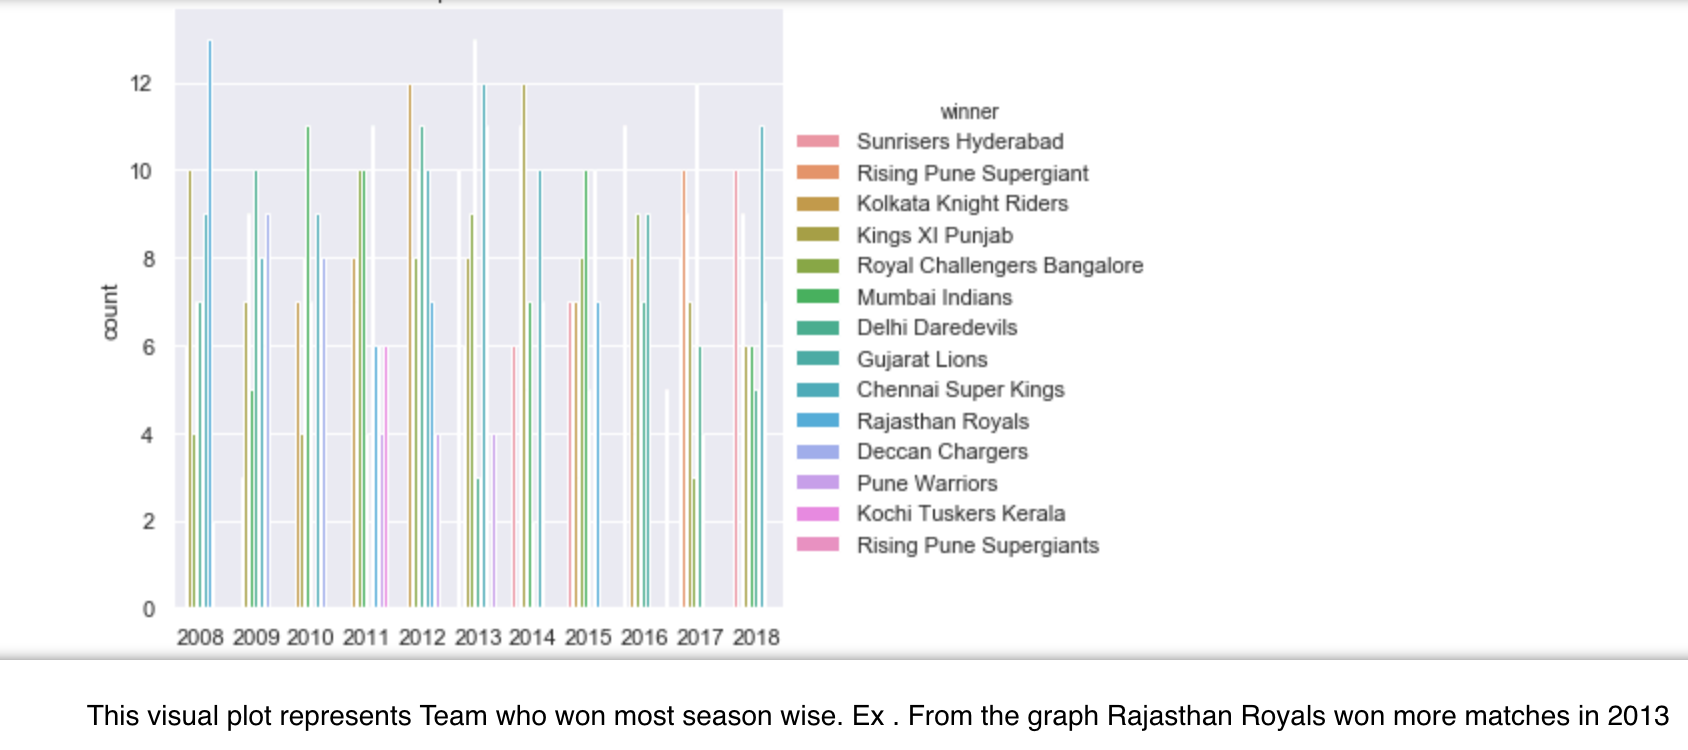 12
10
8
6
4
2
0
count
2008 2009 2010 2011 2012 2013 2014 2015 2016 2017 2018
winner
Sunrisers Hyderabad
Rising Pune Supergiant
Kolkata Knight Riders
Kings XI Punjab
Royal Challengers Bangalore
Mumbai Indians
Delhi Daredevils
Gujarat Lions
Chennai Super Kings
Rajasthan Royals
Deccan Chargers
Pune Warriors
Kochi Tuskers Kerala
Rising Pune Supergiants
This visual plot represents Team who won most season wise. Ex . From the graph Rajasthan Royals won more matches in 2013